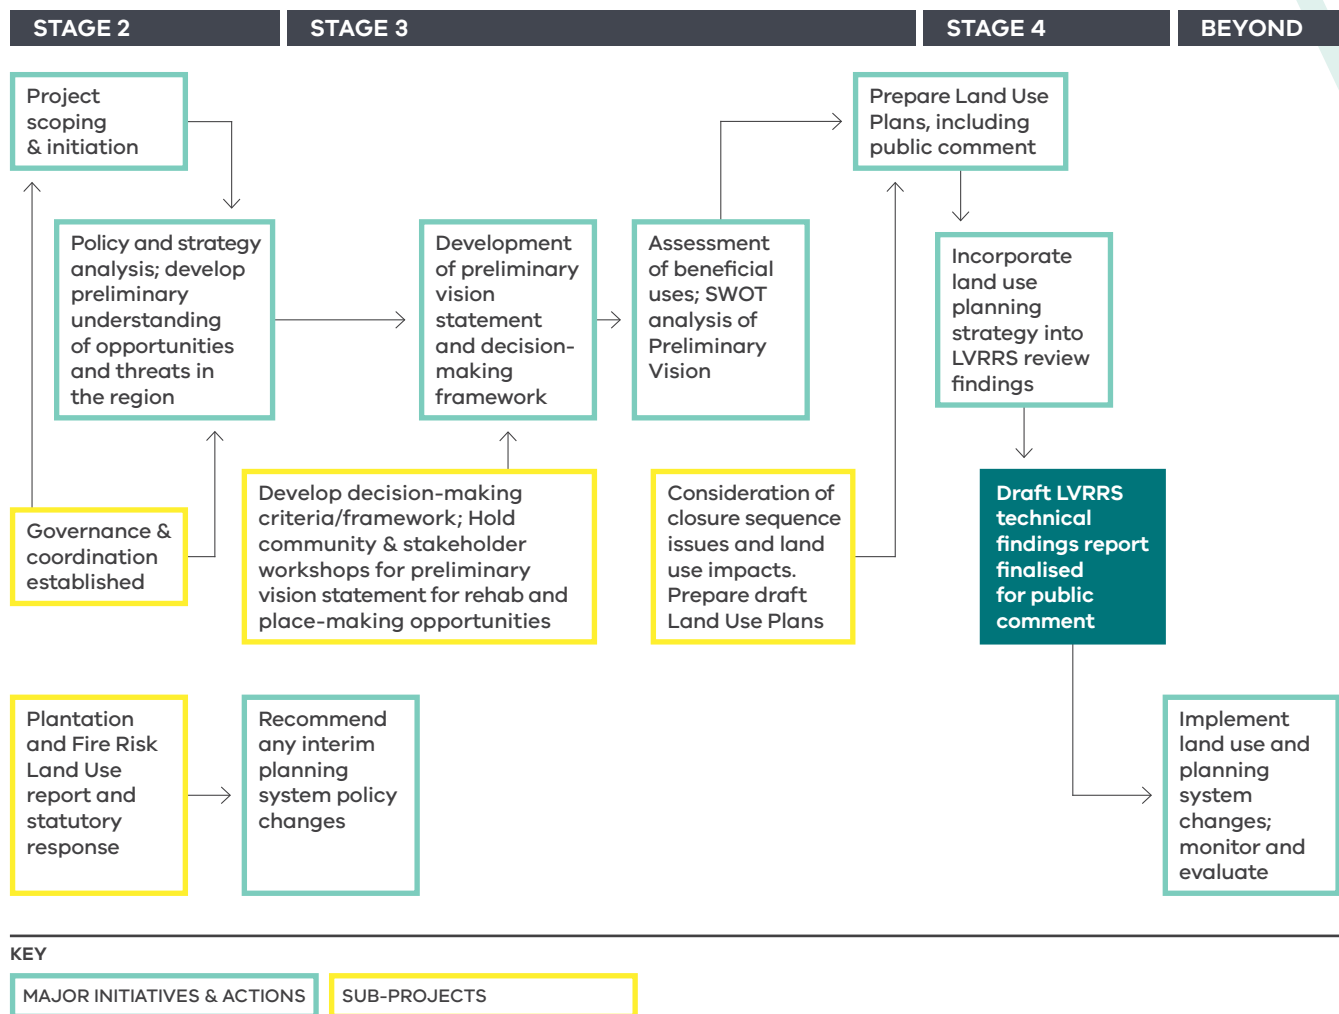 STAGE 2
STAGE 3
STAGE 4
BEYOND
Project
scoping
& initiation
Prepare Land Use
Plans, including
public comment
Policy and strategy
analysis; develop
preliminary
understanding
of opportunities
and threats in
the region
Development
of preliminary
vision
statement
and decision-
making
framework
Assessment
of beneficial
uses; SWOT
analysis of
Preliminary
Vision
Incorporate
land use
planning
strategy into
LVRRS review
findings
Governance &
coordination
established
Develop decision-making
criteria/framework; Hold
community & stakeholder
workshops for preliminary
vision statement for rehab and
place-making opportunities
Consideration of
closure sequence
issues and land
use impacts.
Prepare draft
Land Use Plans
Draft LVRRS
technical
findings report
finalised
for public
comment
Plantation
and Fire Risk
Land Use
report and
statutory
response
Recommend
any interim
planning
system policy
changes
Implement
land use and
planning
system
changes;
monitor and
evaluate
KEY
MAJOR INITIATIVES & ACTIONS
SUB-PROJECTS